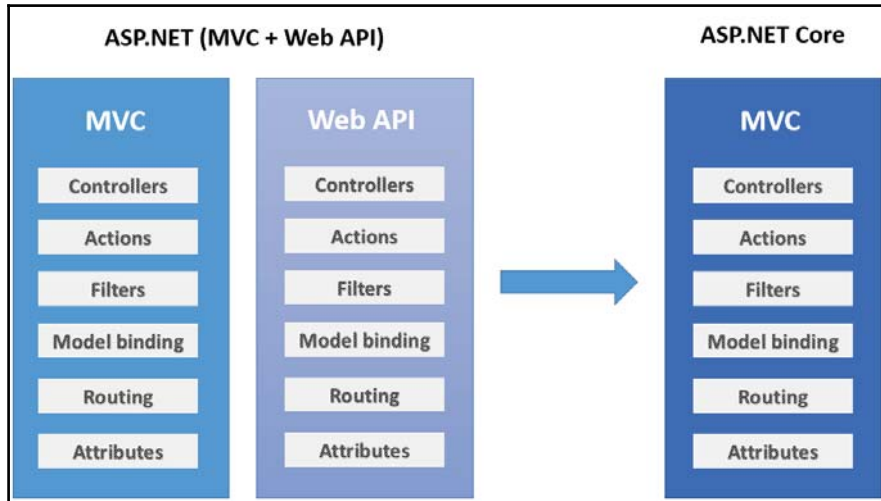 ASP.NET (MVC + Web API)
ASP.NET Core
MVC
Web API
MVC
Controllers
Controllers
Controllers
Actions
Actions
Actions
Filters
Filters
Filters
Model binding
Model binding
Model binding
Routing
Routing
Routing
Attributes
Attributes
Attributes